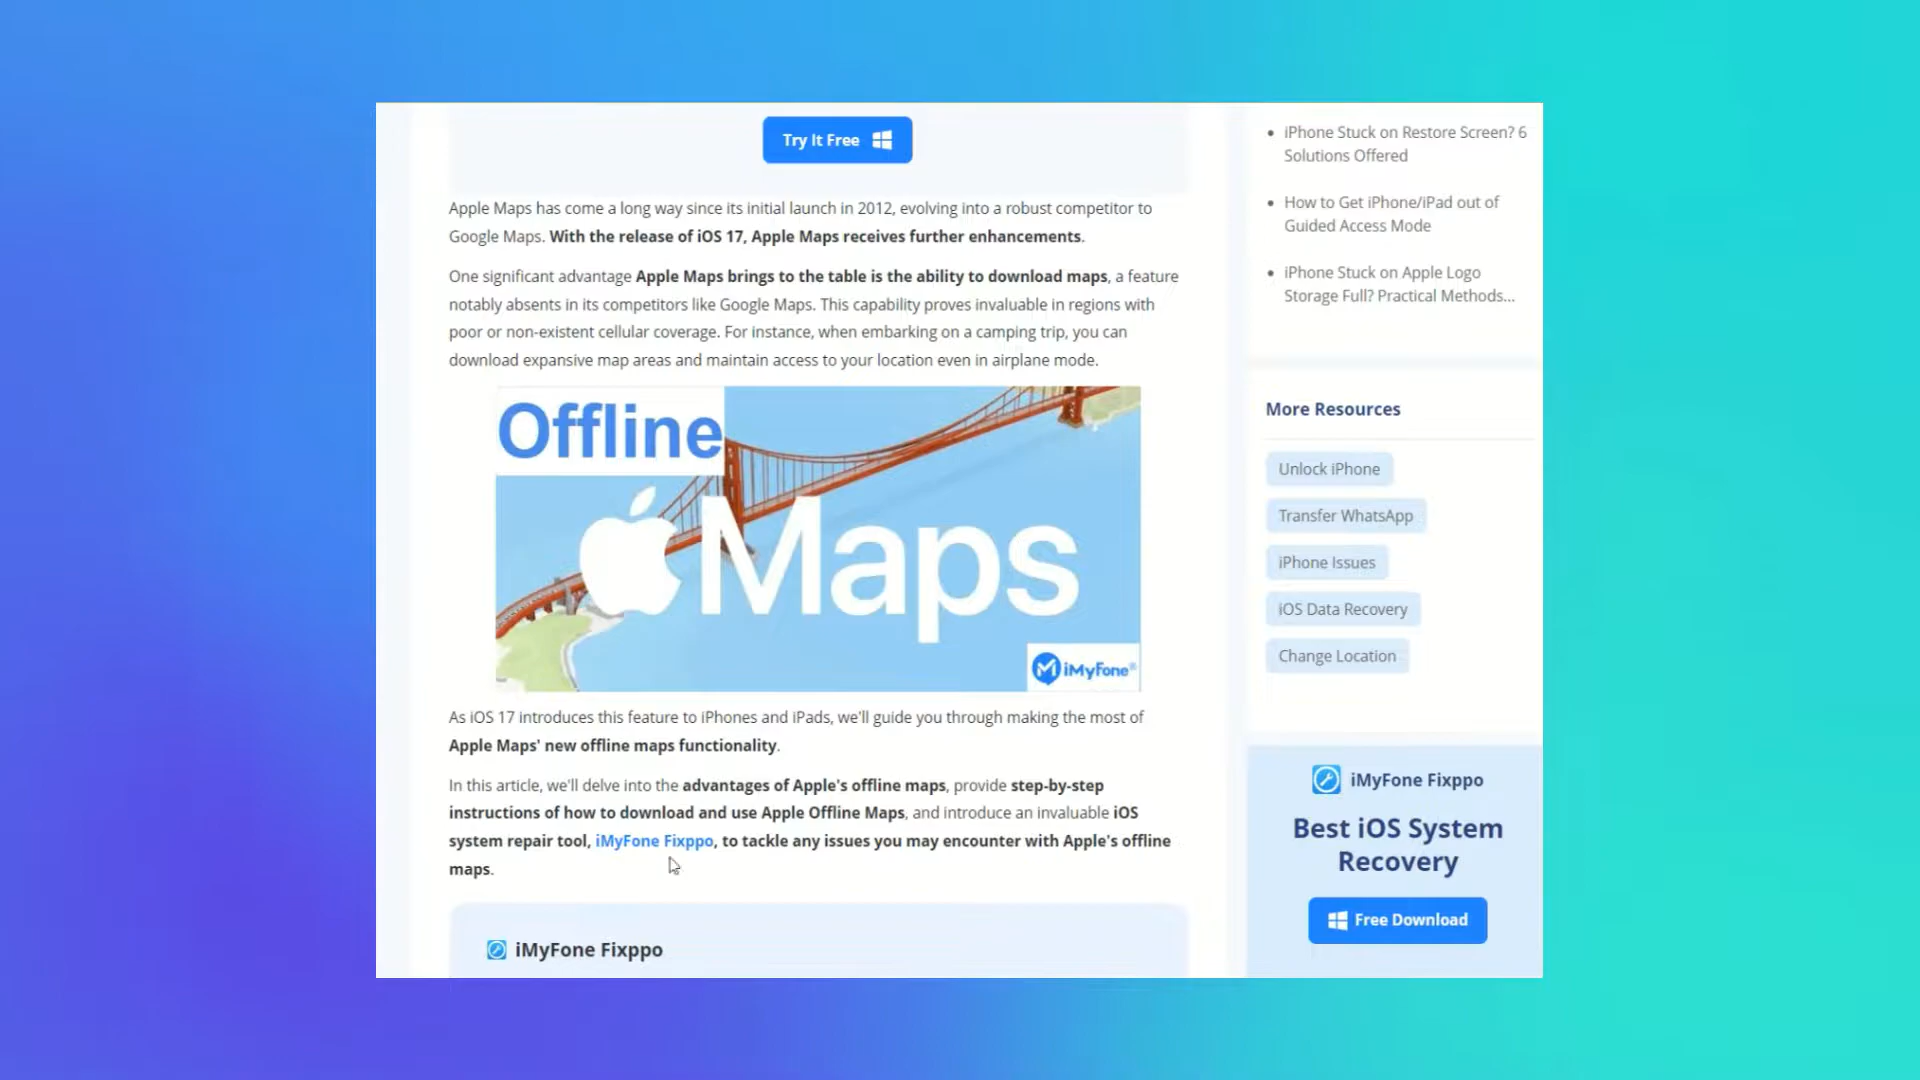 Try It Free
Apple Maps has come a long way since its initial launch in 2012, evolving into a robust competitor to
Google Maps. With the release of iOS 17, Apple Maps receives further enhancements.
One significant advantage Apple Maps brings to the table is the ability to download maps, a feature
notably absents in its competitors like Google Maps. This capability proves invaluable in regions with
poor or non-existent cellular coverage. For instance, when embarking on a camping trip, you can
download expansive map areas and maintain access to your location even in airplane mode.
Offline
Maps
iMyFone®
As iOS 17 introduces this feature to iPhones and iPads, we'll guide you through making the most of
Apple Maps' new offline maps functionality.
In this article, we'll delve into the advantages of Apple's offline maps, provide step-by-step
instructions of how to download and use Apple Offline Maps, and introduce an invaluable iOS
system repair tool, iMyFone Fixppo, to tackle any issues you may encounter with Apple's offline
maps.
iMyFone Fixppo
iPhone Stuck on Restore Screen? 6
Solutions Offered
How to Get iPhone/iPad out of
Guided Access Mode
iPhone Stuck on Apple Logo
Storage Full? Practical Methods...
More Resources
Unlock iPhone
Transfer WhatsApp
iPhone Issues
iOS Data Recovery
Change Location
iMyFone Fixppo
Best iOS System
Recovery
Free Download